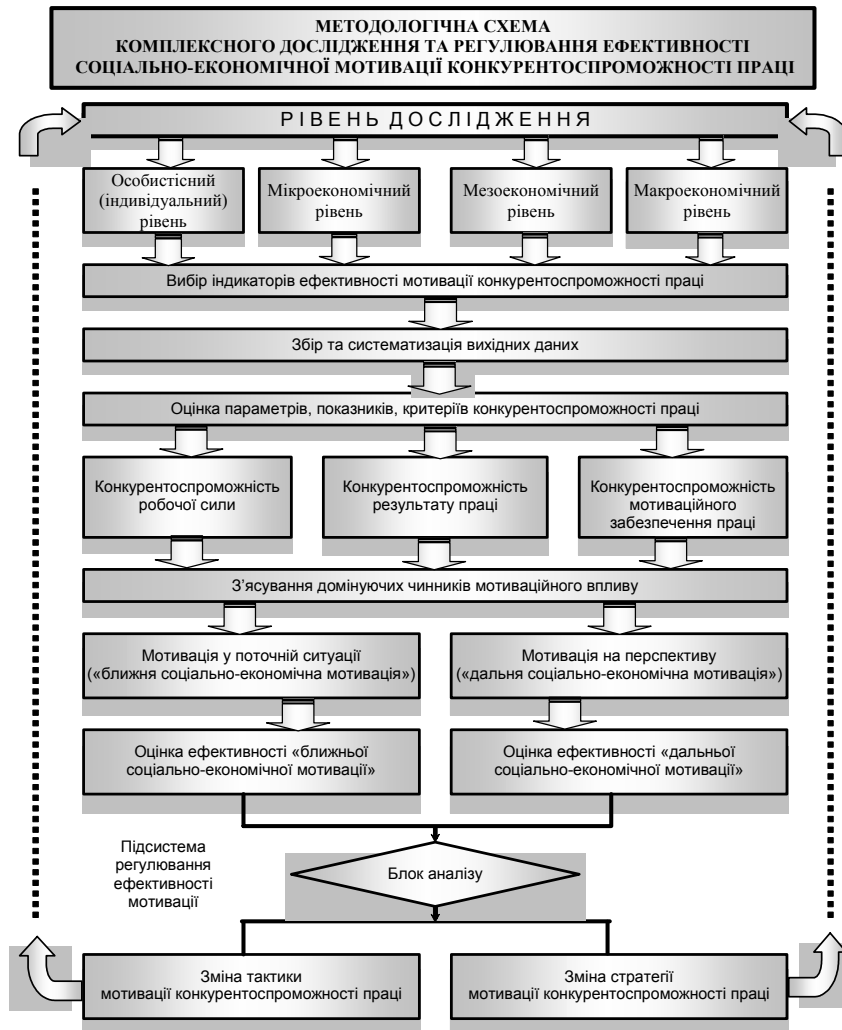 МЕТОДОЛОГІЧНА СХЕМА
КОМПЛЕКСНОГО ДОСЛІДЖЕННЯ ТА РЕГУЛЮВАННЯ ЕФЕКТИВНОСТІ
СОЦІАЛЬНО-ЕКОНОМІЧНОЇ МОТИВАЦІЇ КОНКУРЕНТОСПРОМОЖНОСТІ ПРАЦІ
РІВЕНЬ ДОСЛІДЖЕННЯ
Особистісний
(індивідуальний)
рівень
Мікроекономічний
рівень
Мезоекономічний
рівень
Макроекономічний
рівень
Вибір індикаторів ефективності мотивації конкурентоспроможності праці
Збір та систематизація вихідних даних
Оцінка параметрів, показників, критеріїв конкурентоспроможності праці
Конкурентоспроможність
робочої сили
Конкурентоспроможність
результату праці
Конкурентоспроможність
мотиваційного
забезпечення праці
З'ясування домінуючих чинників мотиваційного впливу
Мотивація у поточній ситуації
(«ближня соціально-економічна мотивація»)
Мотивація на перспективу
(«дальня соціально-економічна мотивація»)
Оцінка ефективності «ближньої
соціально-економічної мотивації»
Оцінка ефективності «дальньої
соціально-економічної мотивації»
Підсистема
регулювання
ефективності
мотивації
Блок аналізу
Зміна тактики
мотивації конкурентоспроможності праці
Зміна стратегії
мотивації конкурентоспроможності праці